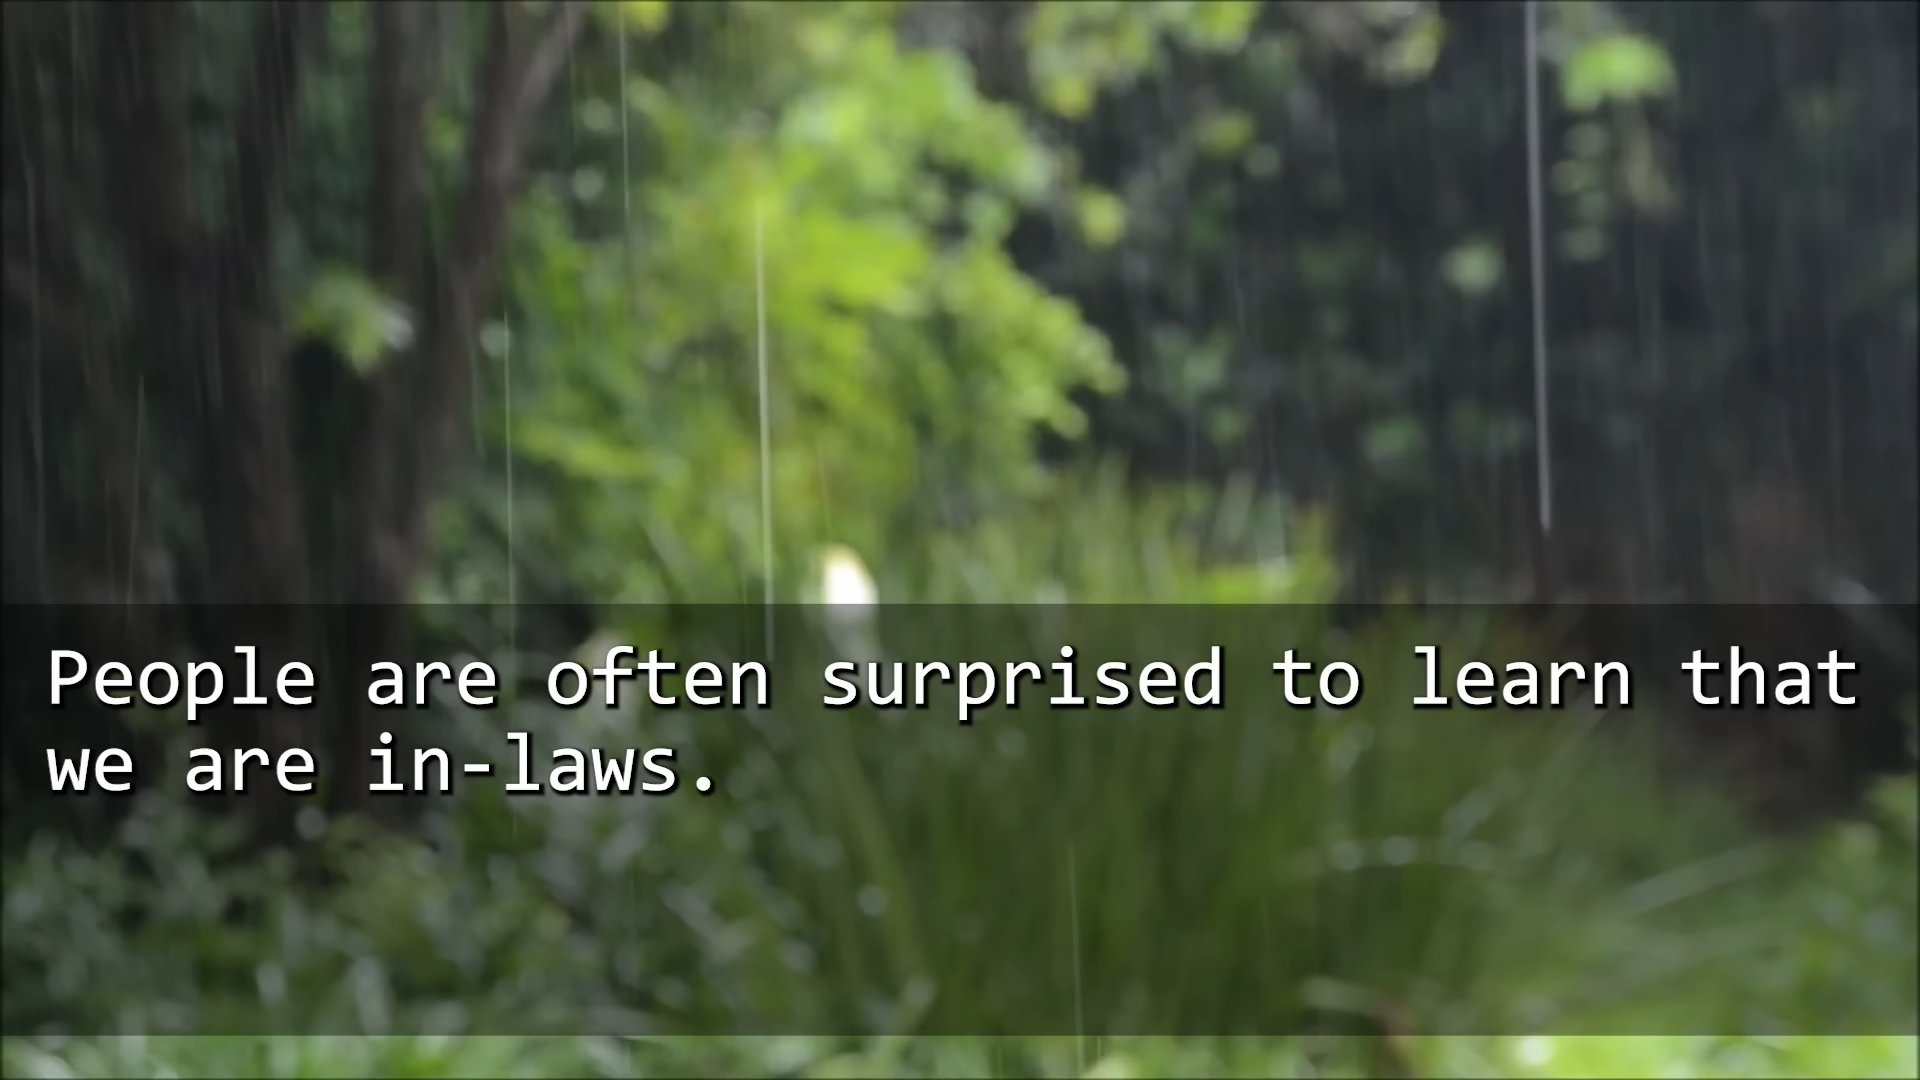 People are often surprised to learn that
we are in-laws.